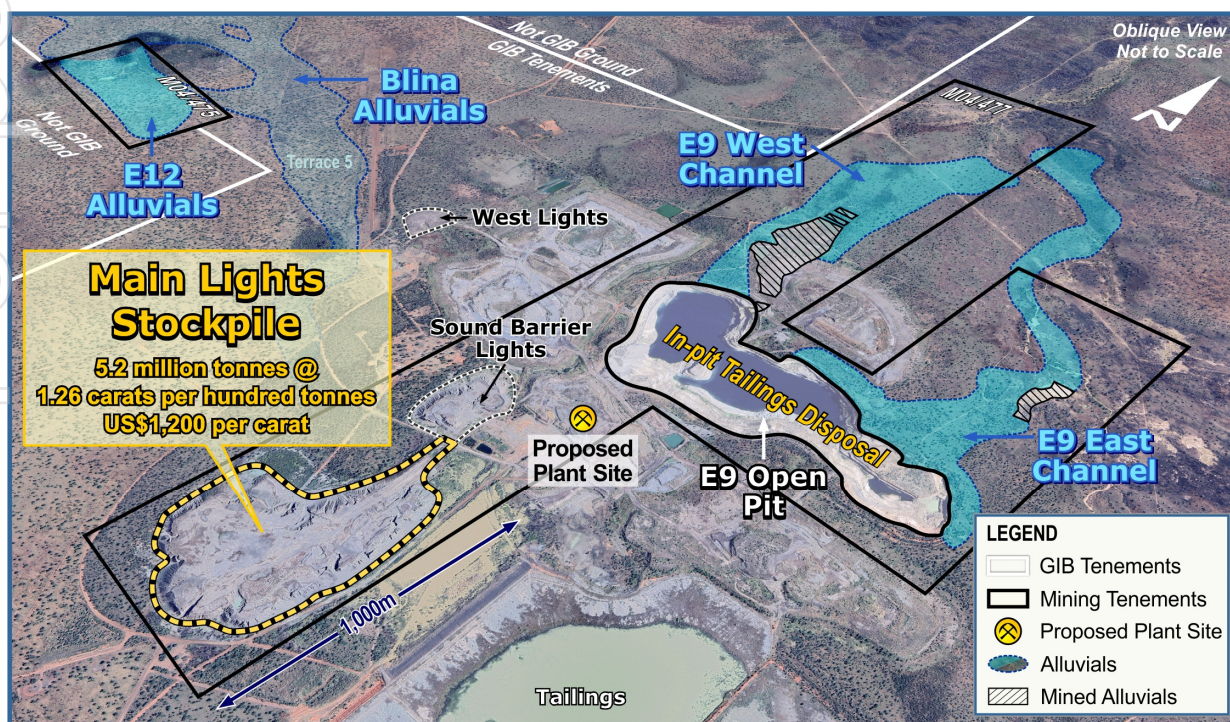 Oblique View
Not to Scale
N
Not GIB Ground
GIB Tenements
M04/475
M04/477
Not GIB
Ground
Blina
Alluvials
E12
Alluvials
Terrace 5
E9 West
Channel
West Lights
Main Lights
Stockpile
5.2 million tonnes @
1.26 carats per hundred tonnes
US$1,200 per carat
Sound Barrier
Lights
In-pit Tailings Disposal
Proposed
Plant Site
E9 Open
Pit
E9 East
Channel
1,000m
Tailings
LEGEND
GIB Tenements
Mining Tenements
Proposed Plant Site
Alluvials
Mined Alluvials